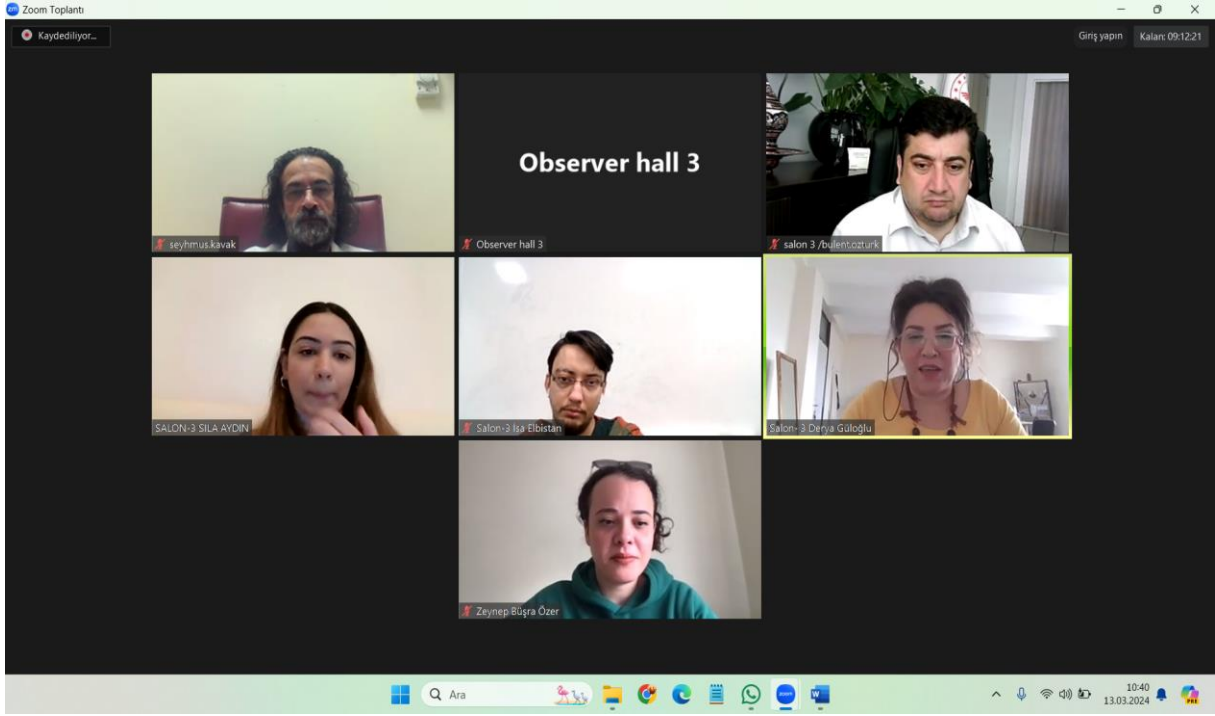 Zoom Toplantı
Kaydediliyor...
Giriş yapın
Kalan: 09:12:21
Observer hall 3
seyhmus.kavak
Observer hall 3
salon 3 /bulent.ozturk
SALON-3 SILA AYDIN
Salon-3 İsa Elbistan
Salon- 3 Derya Güloğlu
Zeynep Büşra Özer
Ara
10:40
13.03.2024
PRE